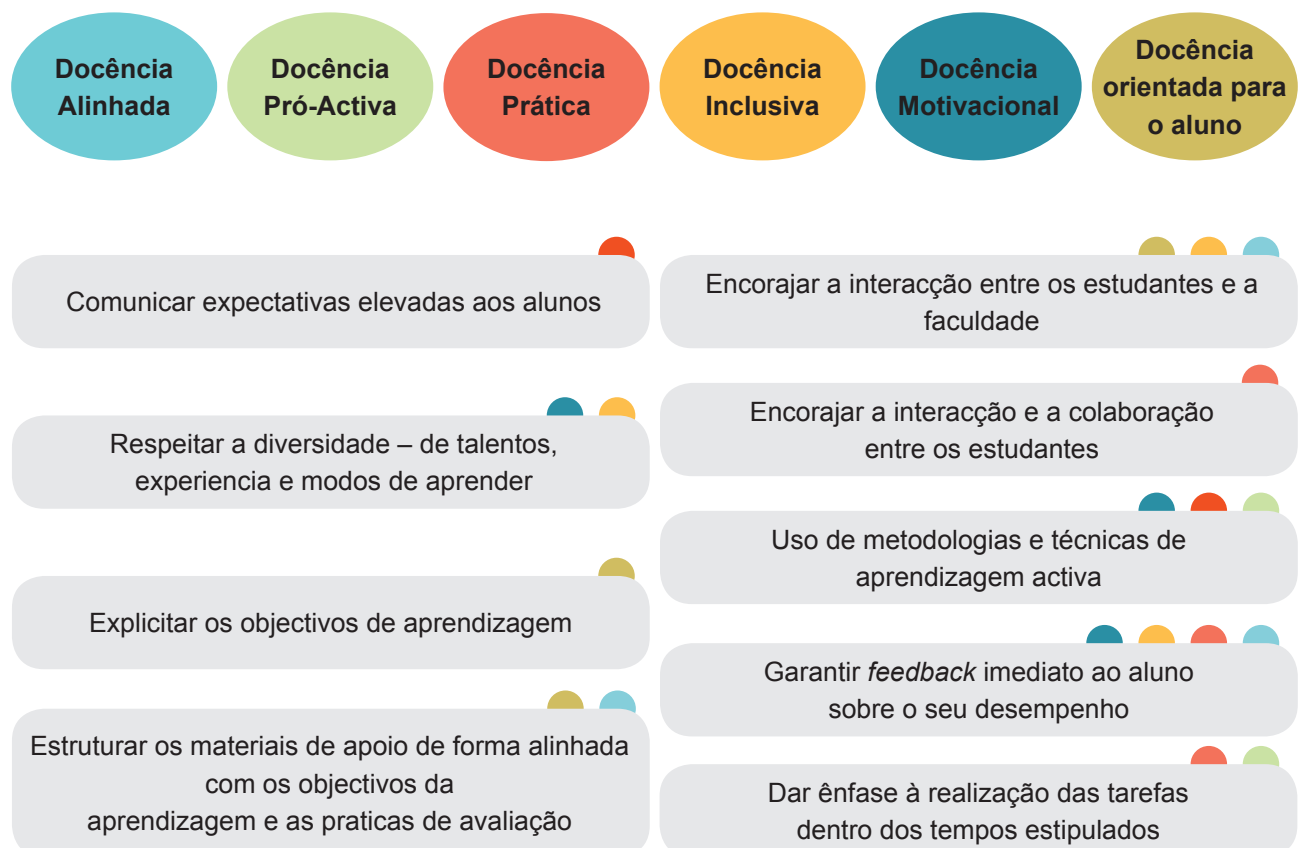 Docência
Alinhada
Docência
Pró-Activa
Docência
Prática
Docência
Inclusiva
Docência
Motivacional
Docência
orientada para
o aluno
Comunicar expectativas elevadas aos alunos
Respeitar a diversidade – de talentos,
experiencia e modos de aprender
Explicitar os objectivos de aprendizagem
Estruturar os materiais de apoio de forma alinhada
com os objectivos da
aprendizagem e as praticas de avaliação
Encorajar a interacção entre os estudantes e a
faculdade
Encorajar a interacção e a colaboração
entre os estudantes
Uso de metodologias e técnicas de
aprendizagem activa
Garantir feedback imediato ao aluno
sobre o seu desempenho
Dar ênfase à realização das tarefas
dentro dos tempos estipulados